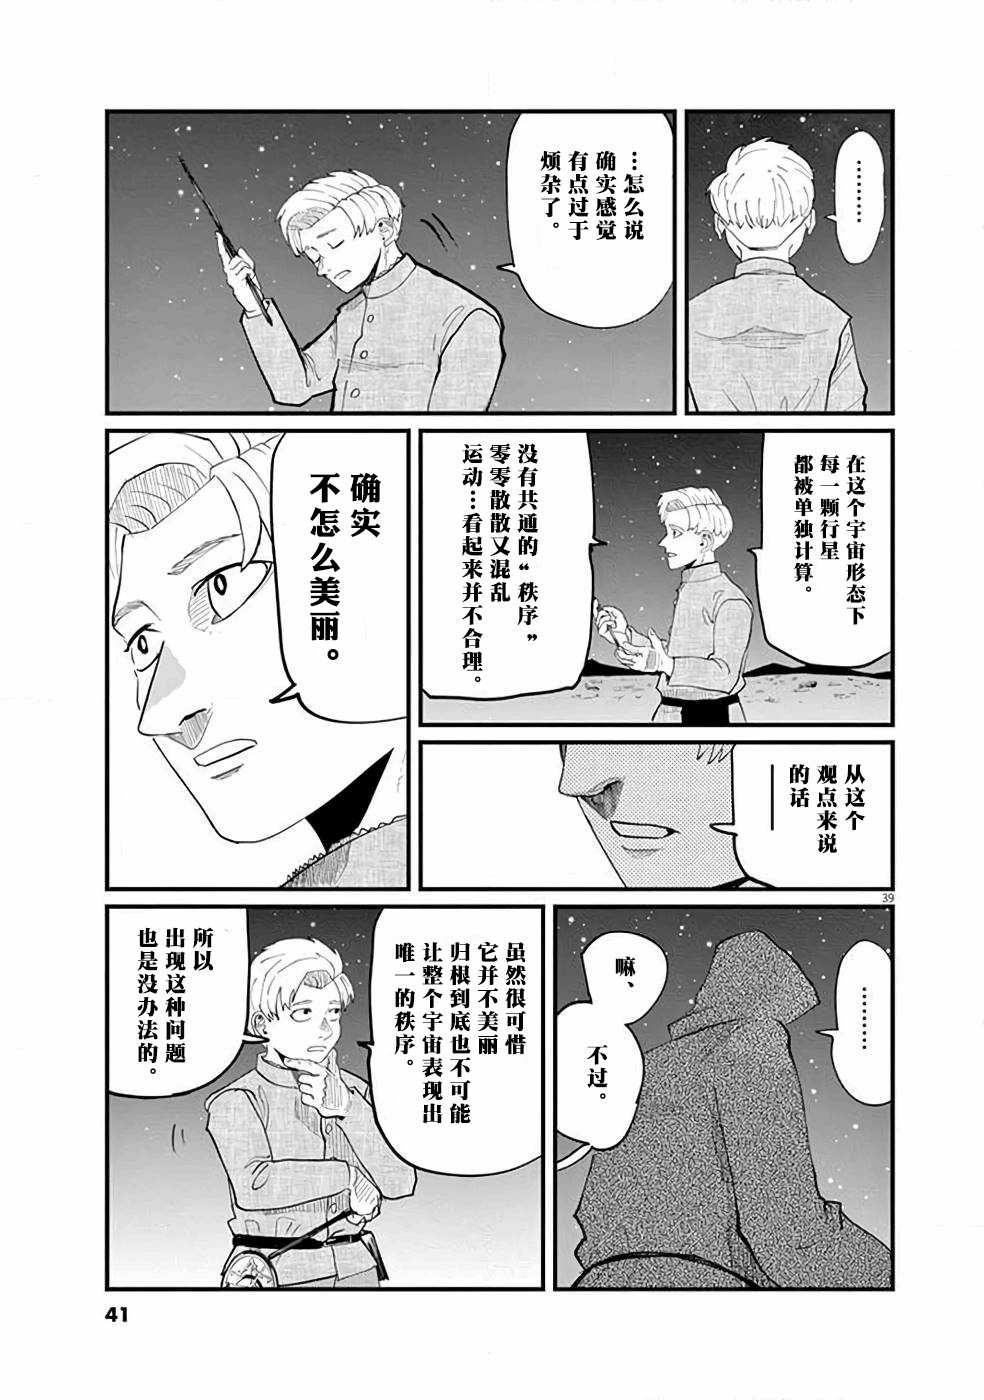 ………
…怎么说
确实感觉
有点过于
烦杂了。
在这个宇宙形态下
每一颗行星
都被单独计算。
没有共通的“秩序”
零零散散又混乱
运动…看起来并不合理。
从这个
观点来说
的话
——
确实
不怎么美丽。
39
………
嘛、
不过。
虽然很可惜
它并不美丽
归根到底也不可能
让整个宇宙表现出
唯一的秩序。
所以
出现这种问题
也是没办法的。
41